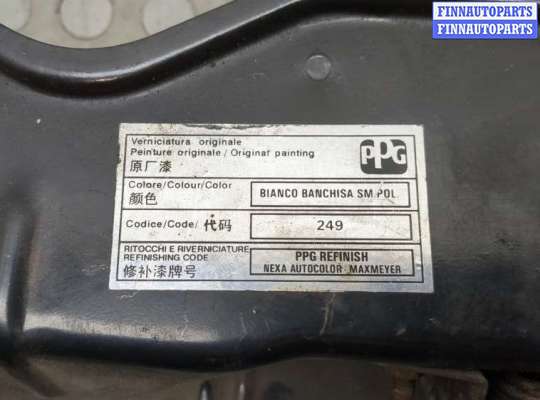 FINNAUTOPARTS
FINNAUTOPARTS
Verniciatura originale
Peinture originale / Original painting
原厂漆
PPG
Colore/Colour/Color
颜色
BIANCO BANCHISA SM POL
Codice/Code/代码
249
RITOCCHI E RIVERNICIATURE
REFINISHING CODE
修补漆牌号
PPG REFINISH
NEXA AUTOCOLOR MAXMEYER